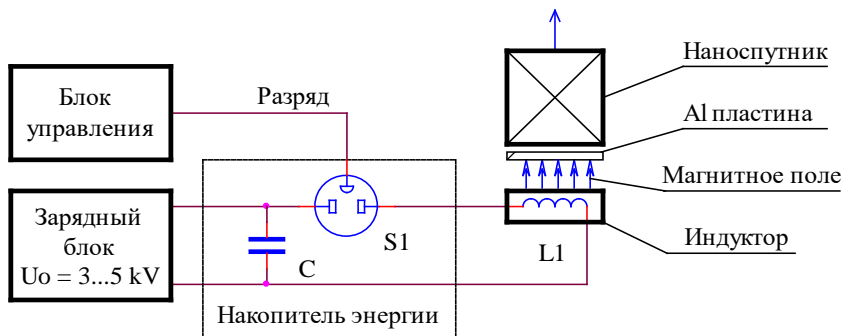 Наноспутник
Блок
управления
Разряд
Al пластина
Магнитное поле
Зарядный
блок
Uo = 3...5 kV
S1
C
L1
Индуктор
Накопитель энергии